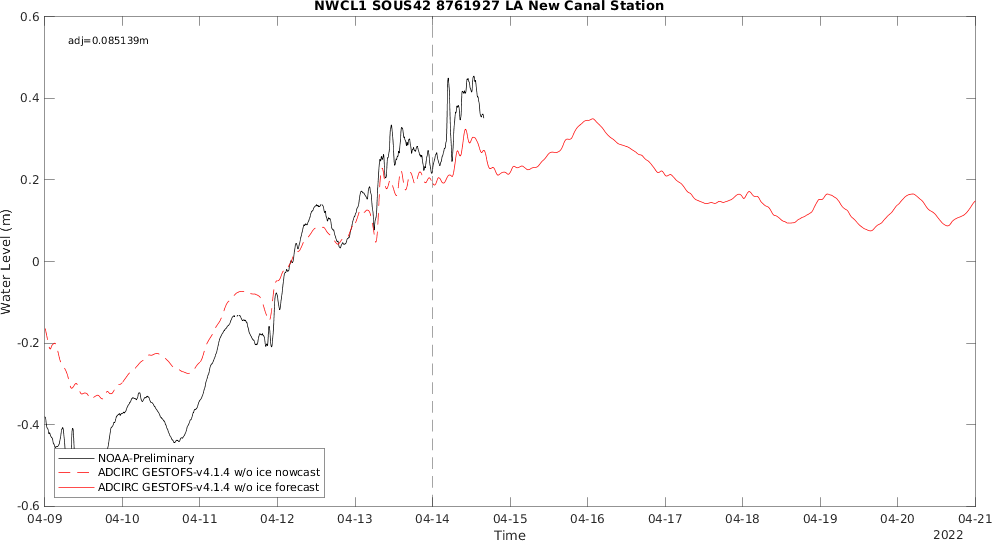 NWCL1 SOUS42 8761927 LA New Canal Station
adj=0.085139m
0.6
0.4
0.2
0
-0.2
-0.4
-0.6
Water Level (m)
NOAA-Preliminary
ADCIRC GESTOFS-v4.1.4 w/o ice nowcast
ADCIRC GESTOFS-v4.1.4 w/o ice forecast
04-09 04-10 04-11 04-12 04-13 04-14 04-15 04-16 04-17 04-18 04-19 04-20 04-21
Time
2022